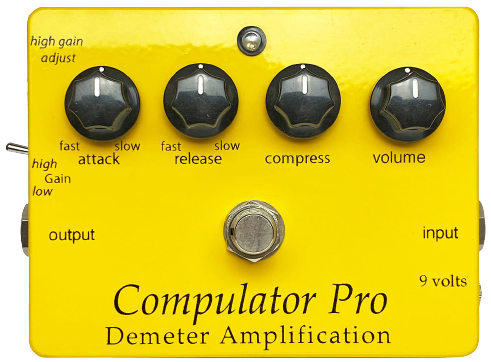 high gain
adjust
fast slow fast slow
attack release compress volume
high
Gain
low
output input
9 volts
Compulator Pro
Demeter Amplification